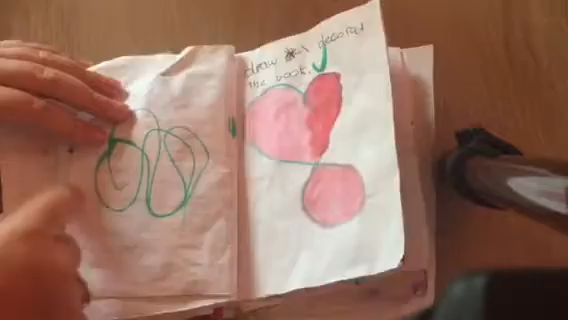 draw decorat
the book.